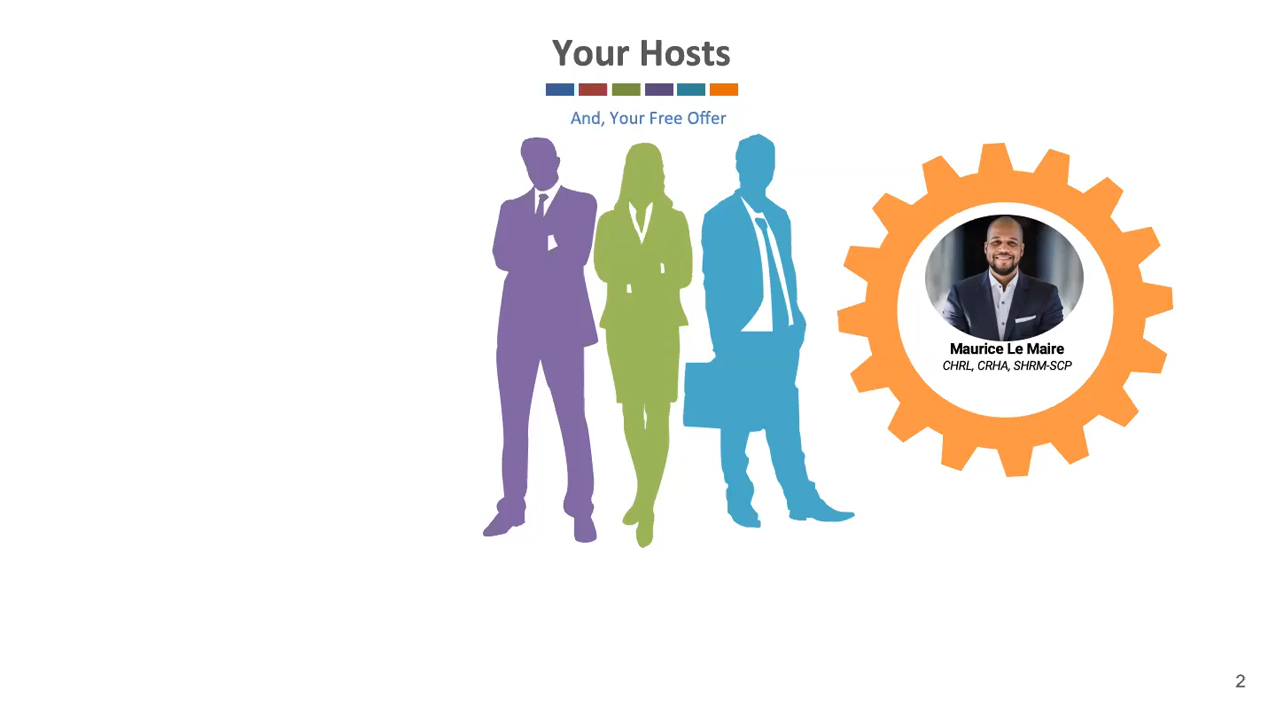 Your Hosts
And, Your Free Offer
Maurice Le Maire
CHRL, CRHA, SHRM-SCP
2